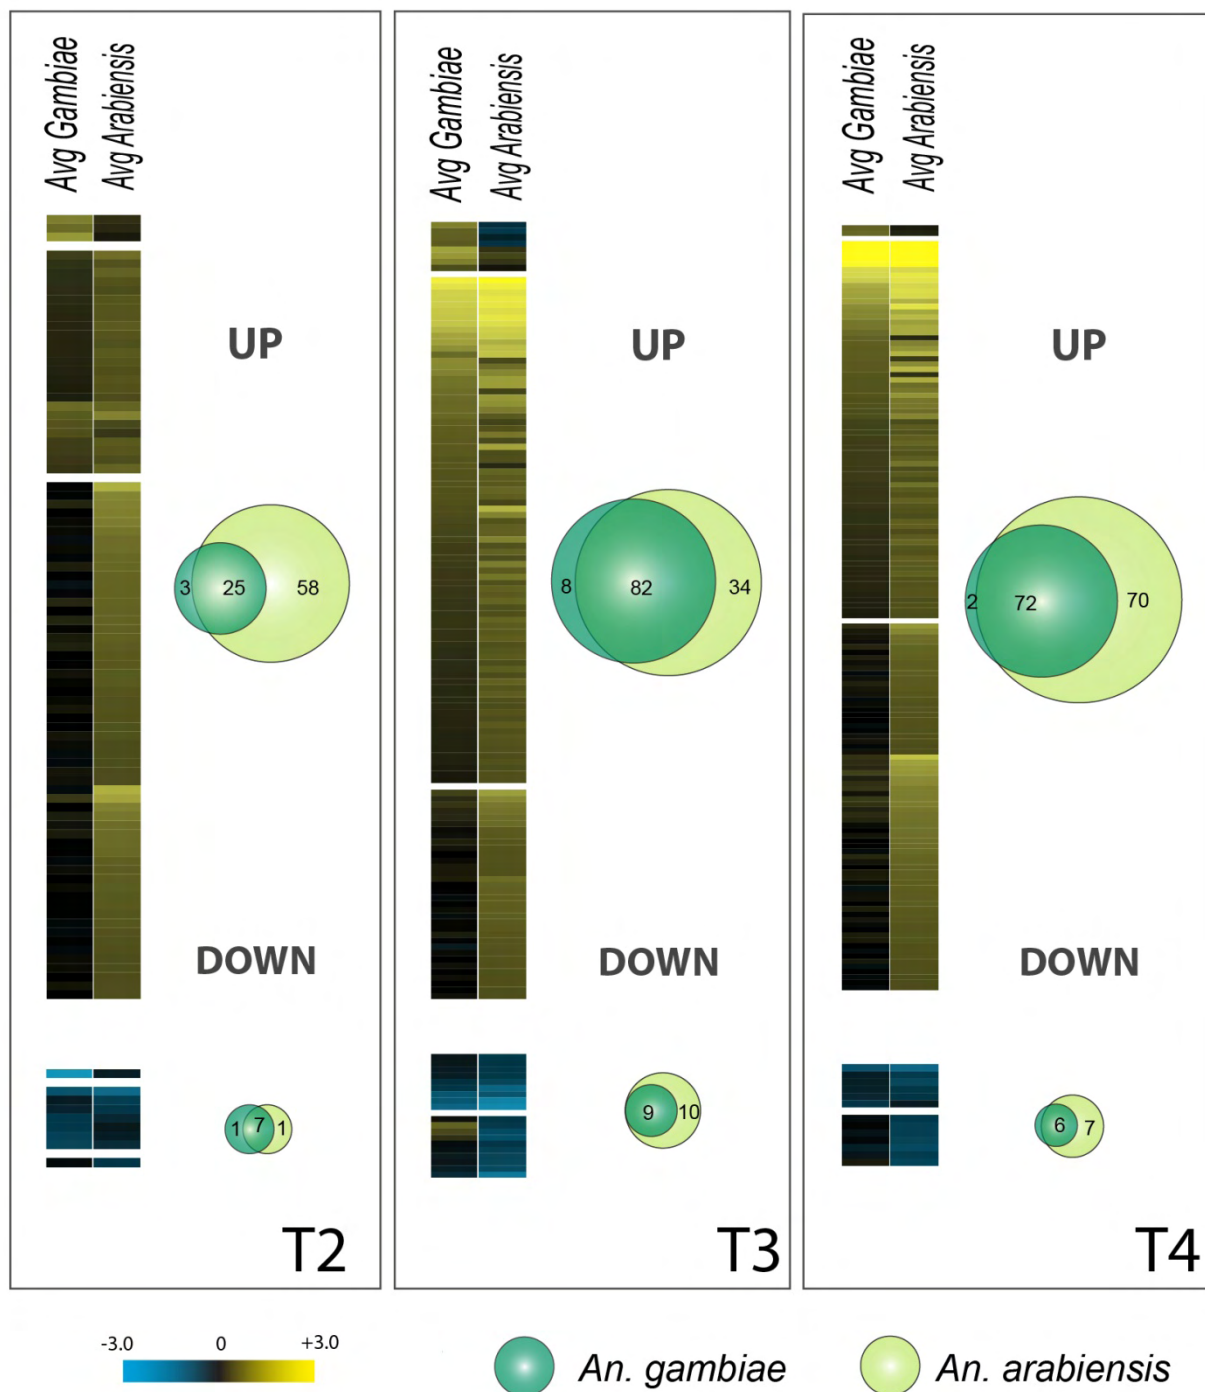 Avg Gambiae
Avg Arabiensis
UP
3
25
58
DOWN
1
7
1
T2
Avg Gambiae
Avg Arabiensis
UP
8
82
34
DOWN
9
10
T3
Avg Gambiae
Avg Arabiensis
UP
2
72
70
DOWN
6
7
T4
-3.0
0
+3.0
An. gambiae
An. arabiensis